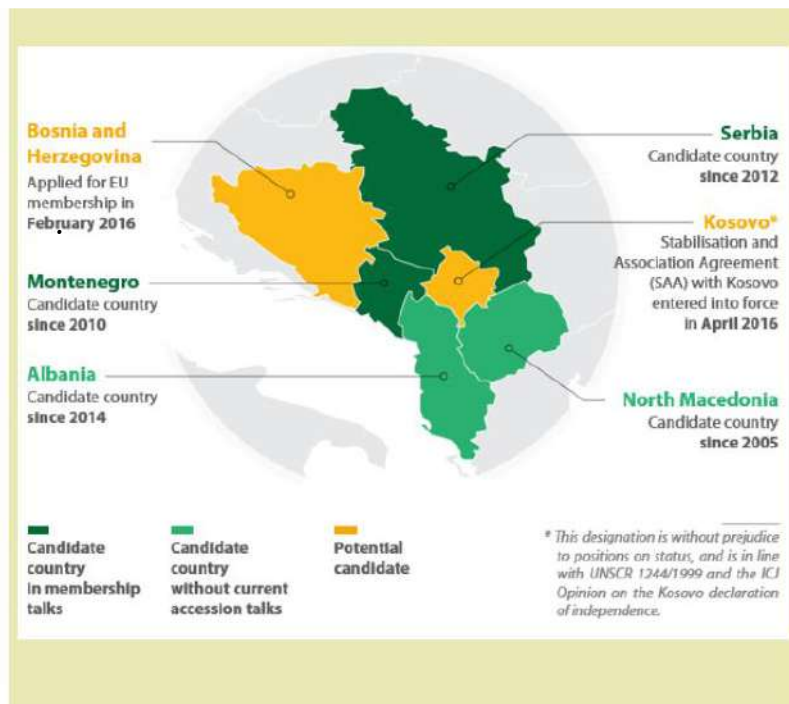 Bosnia and
Herzegovina
Applied for EU
membership in
February 2016
Montenegro
Candidate country
since 2010
Albania
Candidate country
since 2014
Serbia
Candidate country
since 2012
Kosovo*
Stabilisation and
Association Agreement
(SAA) with Kosovo
entered into force
in April 2016
North Macedonia
Candidate country
since 2005
Candidate
country
in membership
talks
Candidate
country
without current
accession talks
Potential
candidate
* This designation is without prejudice
to positions on status, and is in line
with UNSCR 1244/1999 and the ICJ
Opinion on the Kosovo declaration
of independence.